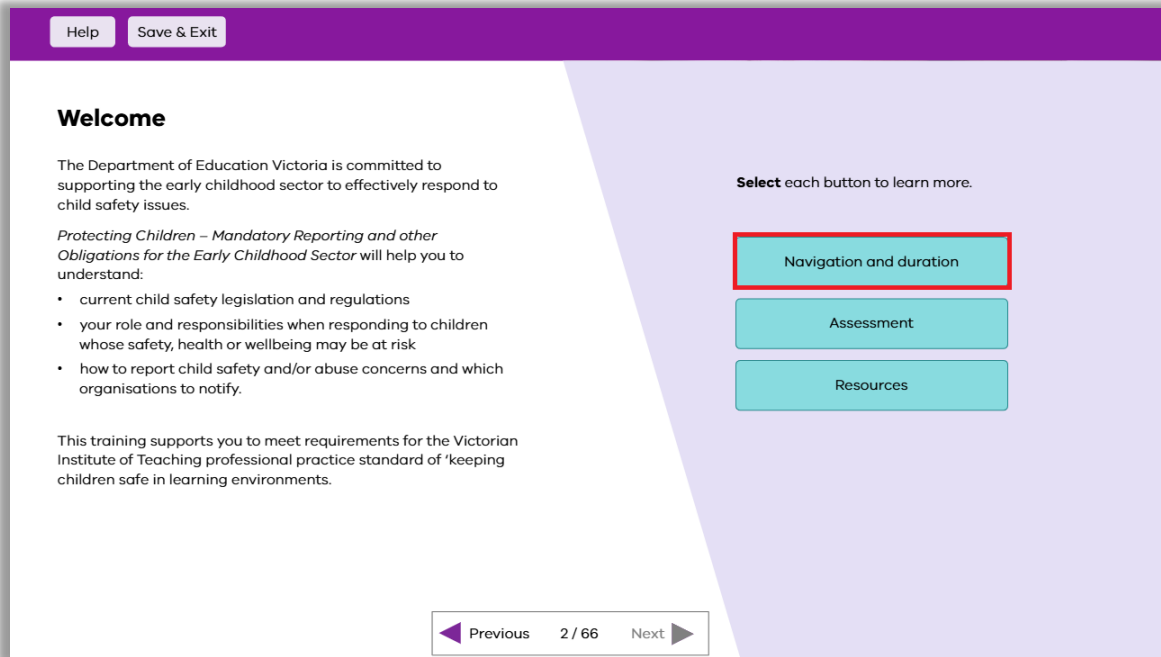 Help
Save & Exit
Welcome
The Department of Education Victoria is committed to
supporting the early childhood sector to effectively respond to
child safety issues.
Protecting Children – Mandatory Reporting and other
Obligations for the Early Childhood Sector will help you to
understand:
• current child safety legislation and regulations
• your role and responsibilities when responding to children
whose safety, health or wellbeing may be at risk
• how to report child safety and/or abuse concerns and which
organisations to notify.
This training supports you to meet requirements for the Victorian
Institute of Teaching professional practice standard of ‘keeping
children safe in learning environments.
Select each button to learn more.
Navigation and duration
Assessment
Resources
Previous 2 / 66 Next